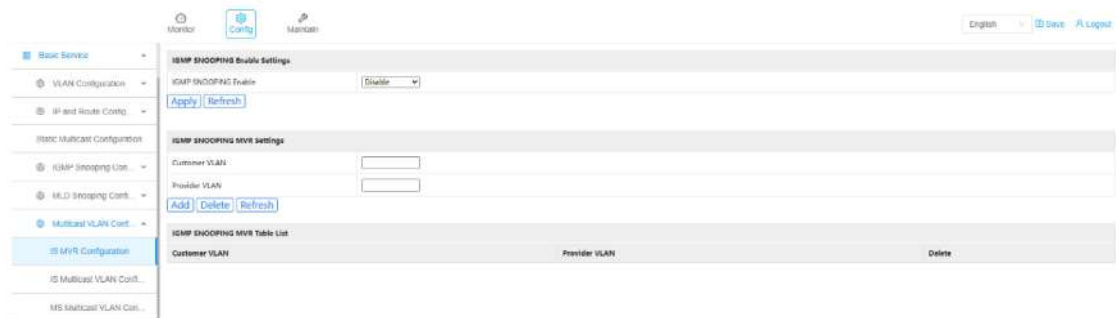 Monitor
Config
Maintain
English
Save
Logout
Basic Service
VLAN Configuration
IP and Route Config...
Static Multicast Configuration
IGMP Snooping Con...
MLD Snooping Confi...
Multicast VLAN Conf...
IS MVR Configuration
IS Multicast VLAN Confi...
MS Multicast VLAN Con...
IGMP SNOOPING Enable Settings
IGMP SNOOPING Enable
Disable
Apply
Refresh
IGMP SNOOPING MVR Settings
Customer VLAN
Provider VLAN
Add
Delete
Refresh
IGMP SNOOPING MVR Table List
Customer VLAN
Provider VLAN
Delete